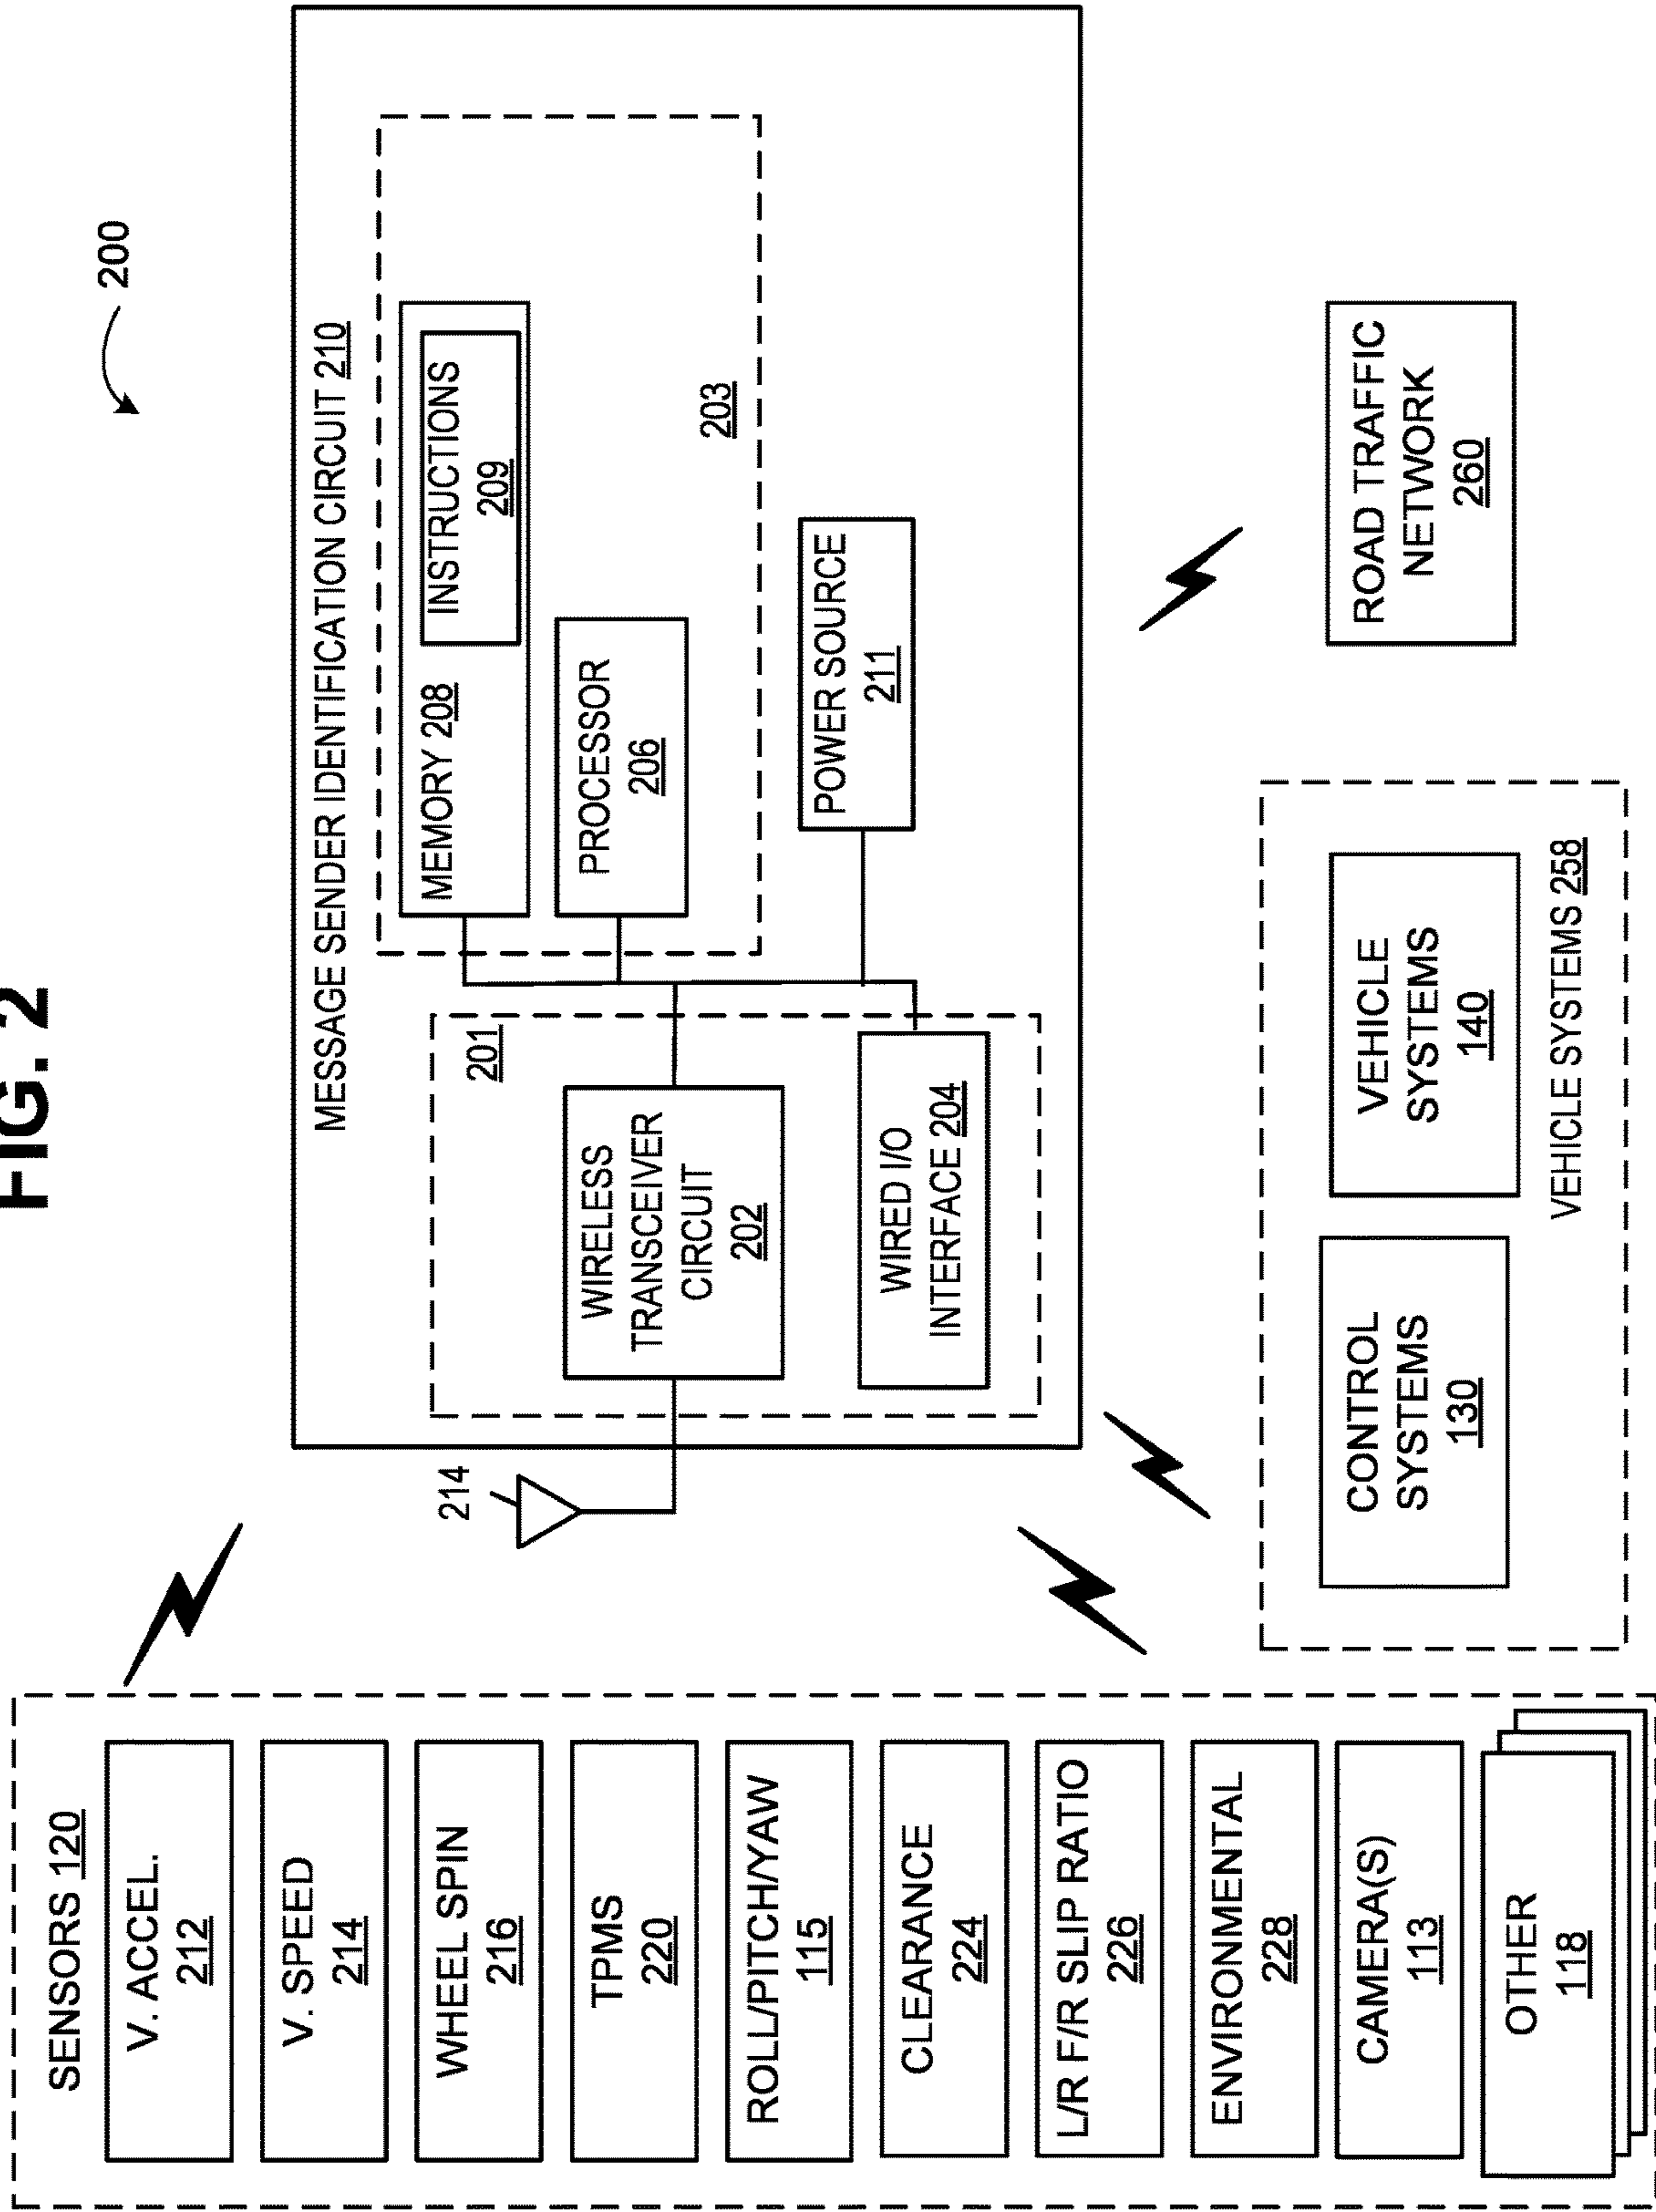 FIG. 2
200
SENSORS 120
V. ACCEL.
212
V. SPEED
214
WHEEL SPIN
216
TPMS
220
ROLL/PITCH/YAW
115
CLEARANCE
224
L/R F/R SLIP RATIO
226
ENVIRONMENTAL
228
CAMERA(S)
113
OTHER
118
214
MESSAGE SENDER IDENTIFICATION CIRCUIT 210
201
WIRELESS
TRANSCEIVER
CIRCUIT
202
WIRED I/O
INTERFACE 204
MEMORY 208
INSTRUCTIONS
209
PROCESSOR
206
203
POWER SOURCE
211
CONTROL
SYSTEMS
130
VEHICLE
SYSTEMS
140
VEHICLE SYSTEMS 258
ROAD TRAFFIC
NETWORK
260